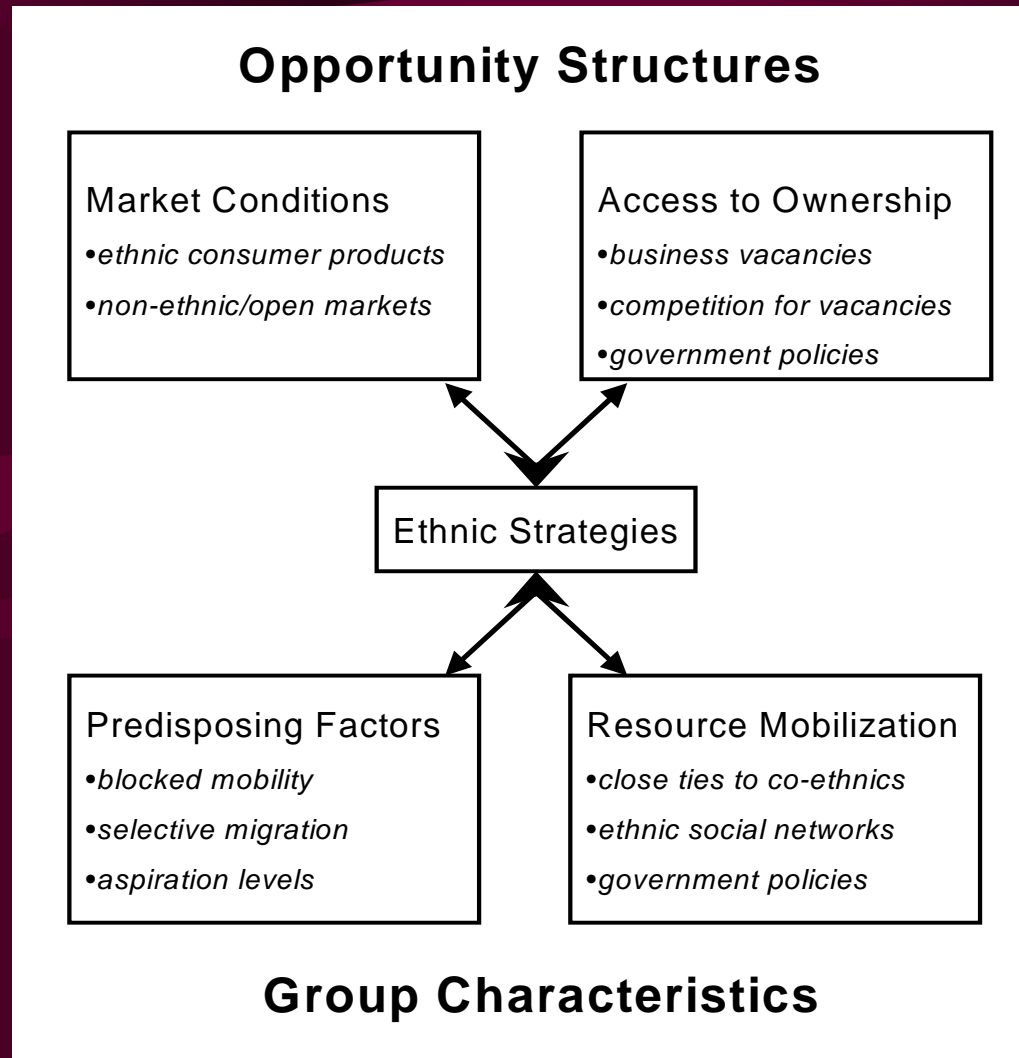 Opportunity Structures
Market Conditions
•ethnic consumer products
•non-ethnic/open markets
Access to Ownership
•business vacancies
•competition for vacancies
•government policies
Ethnic Strategies
Predisposing Factors
•blocked mobility
•selective migration
•aspiration levels
Resource Mobilization
•close ties to co-ethnics
•ethnic social networks
•government policies
Group Characteristics